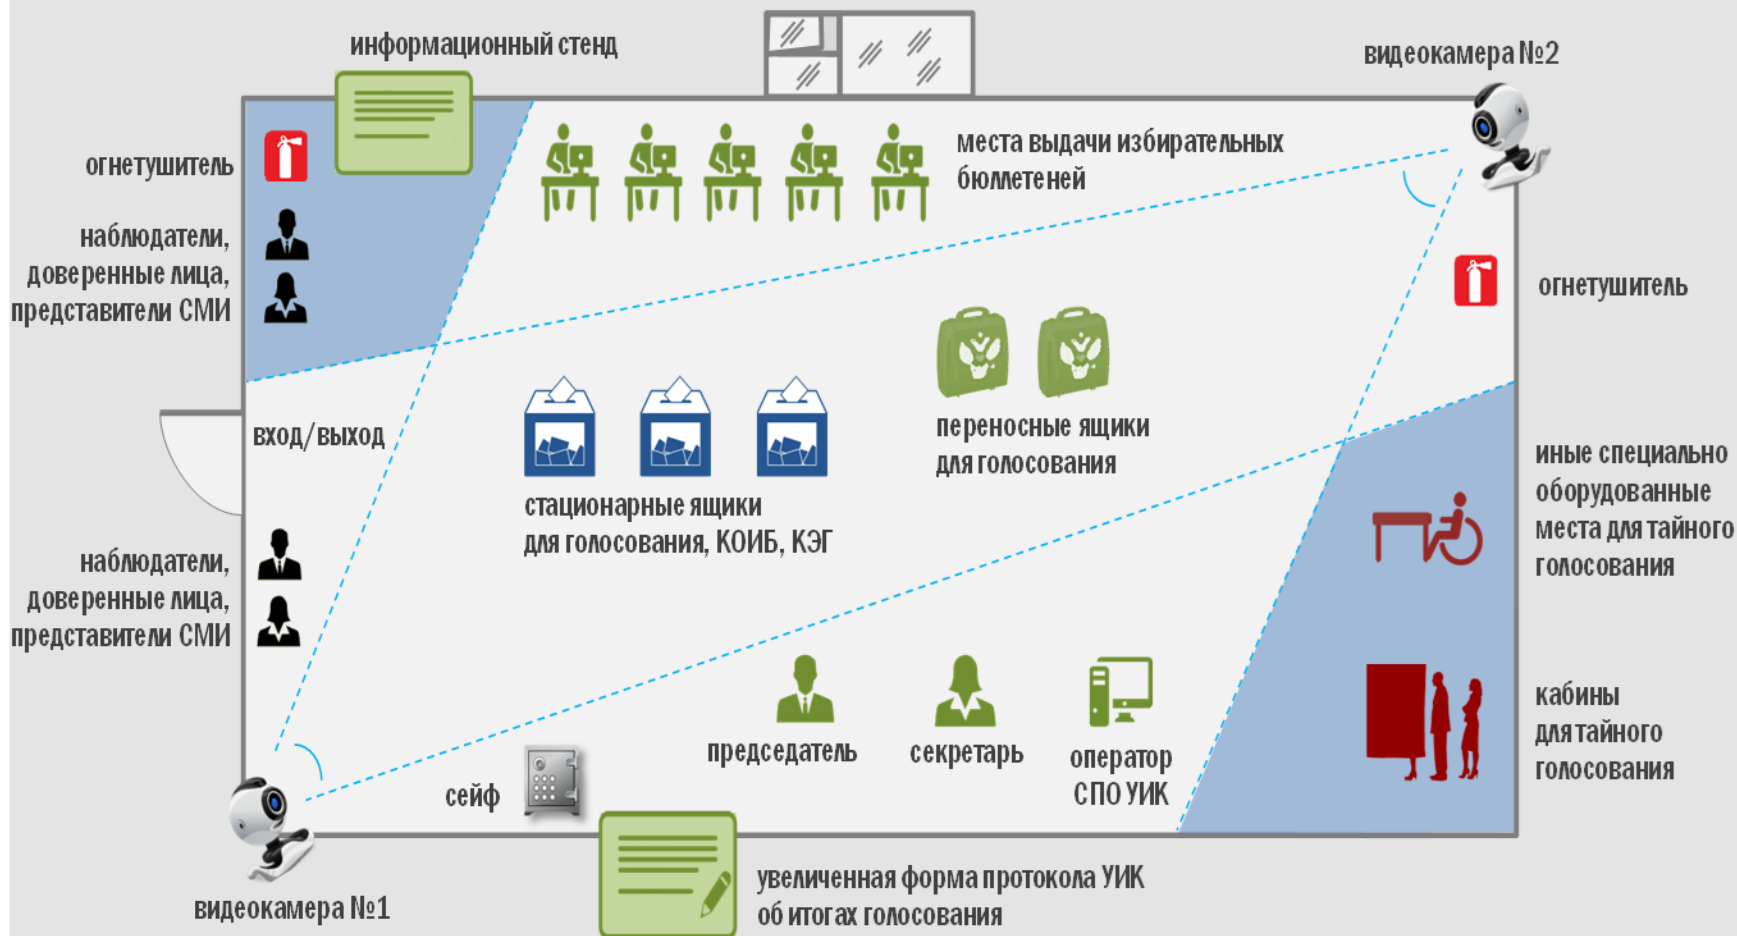 информационный стенд
видеокамера №2
огнетушитель
места выдачи избирательных
бюллетеней
наблюдатели,
доверенные лица,
представители СМИ
огнетушитель
вход/выход
переносные ящики
для голосования
стационарные ящики
для голосования, КОИБ, КЭГ
иные специально
оборудованные
места для тайного
голосования
наблюдатели,
доверенные лица,
представители СМИ
председатель
секретарь
оператор
СПО УИК
кабины
для тайного
голосования
сейф
увеличенная форма протокола УИК
об итогах голосования
видеокамера №1